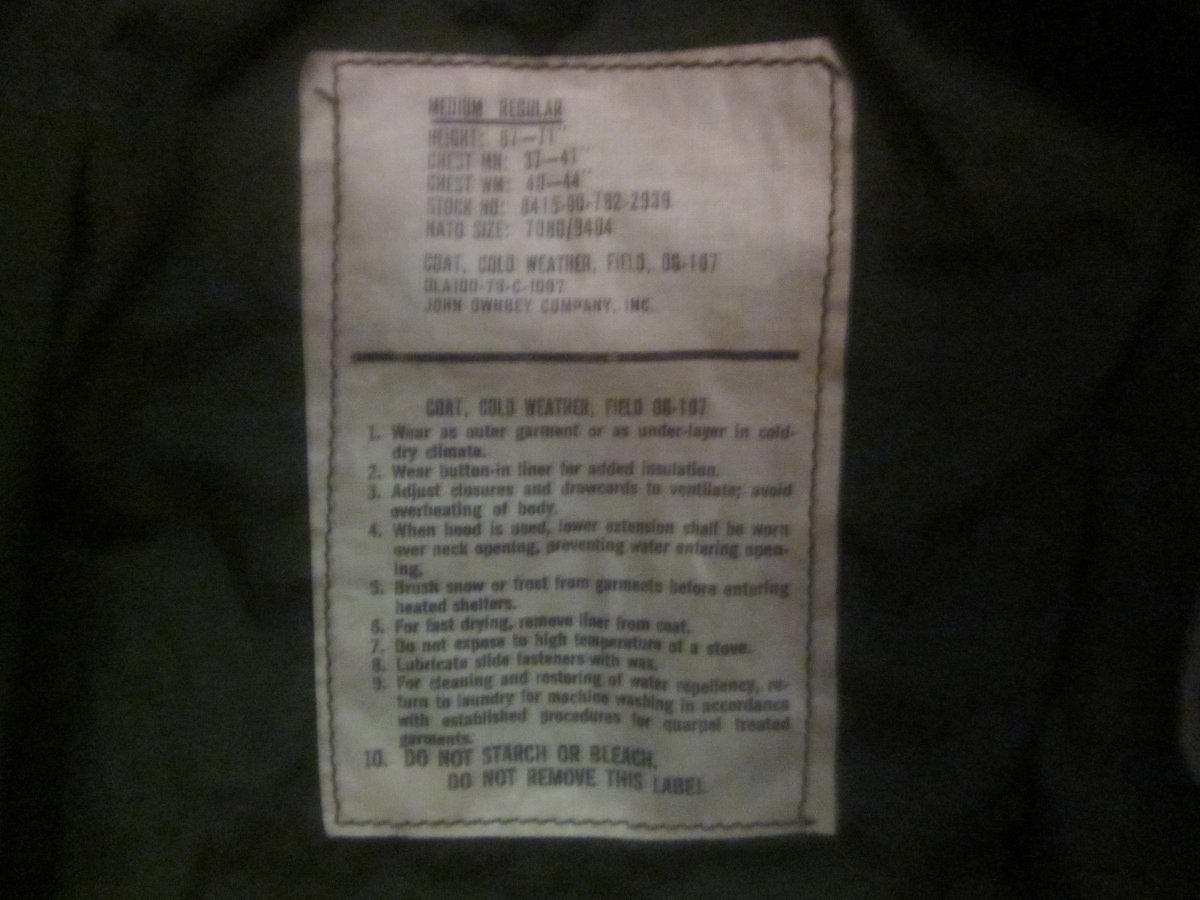 MEDIUM REGULAR
HEIGHT: 67—71"
CHEST MN: 37—41"
CHEST WM: 40—44"
STOCK NO: 8415-00-782-2939
NATO SIZE: 7080/9404
COAT, COLD WEATHER, FIELD, OG-107
DLA100-78-C-1097
JOHN OWNBEY COMPANY, INC.
COAT, COLD WEATHER, FIELD OG-107
1. Wear as outer garment or as under-layer in cold-
dry climate.
2. Wear button-in liner for added insulation.
3. Adjust closures and drawcords to ventilate; avoid
overheating of body.
4. When hood is used, lower extension shall be worn
over neck opening, preventing water entering open-
ing.
5. Brush snow or frost from garments before entering
heated shelters.
6. For fast drying, remove liner from coat.
7. Do not expose to high temperature of a stove.
8. Lubricate slide fasteners with wax.
9. For cleaning and restoring of water repellency, re-
turn to laundry for machine washing in accordance
with established procedures for quarpel treated
garments.
10. DO NOT STARCH OR BLEACH.
DO NOT REMOVE THIS LABEL